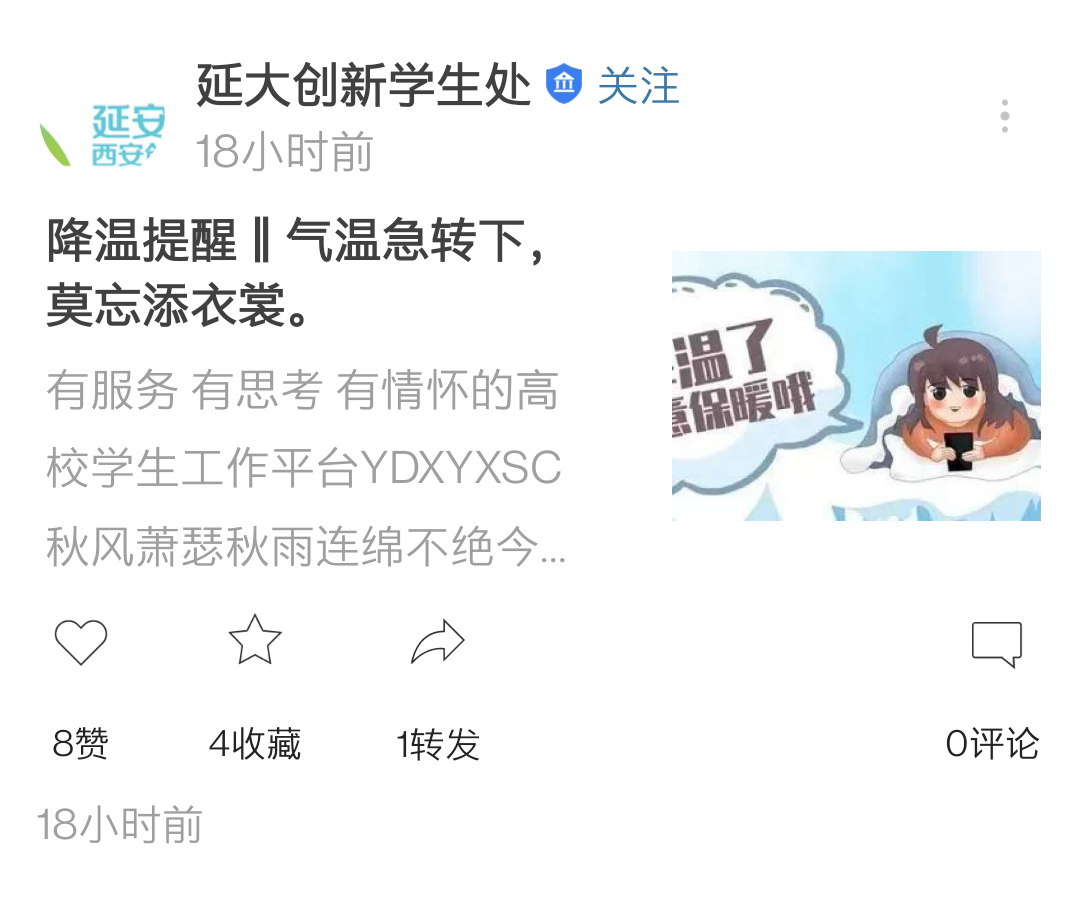 延大创新学生处 关注
延安
西安
18小时前
降温提醒‖气温急转下，
莫忘添衣裳。
温了
意保暖哦
有服务 有思考 有情怀的高
校学生工作平台YDXYXSC
秋风萧瑟秋雨连绵不绝今...
8赞 4收藏 1转发 0评论
18小时前